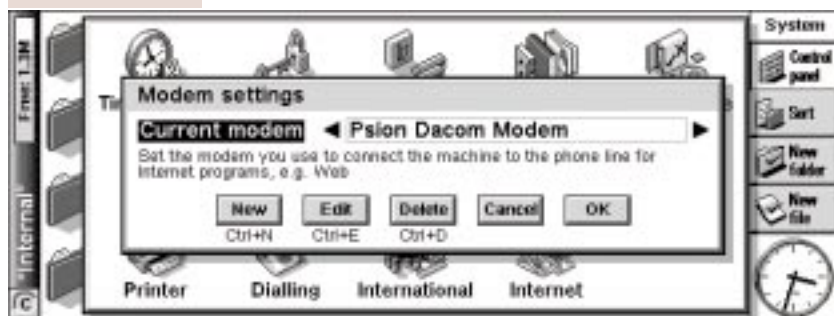 System
Free: 1.3M
Control panel
Modem settings
Current modem Psion Dacom Modem
Sort
Set the modem you use to connect the machine to the phone line for
Internet programs, e.g. Web
New
folder
New Edit Delete Cancel OK
Ctrl+N Ctrl+E Ctrl+D
New
file
"Internal"
Printer Dialling International Internet
C